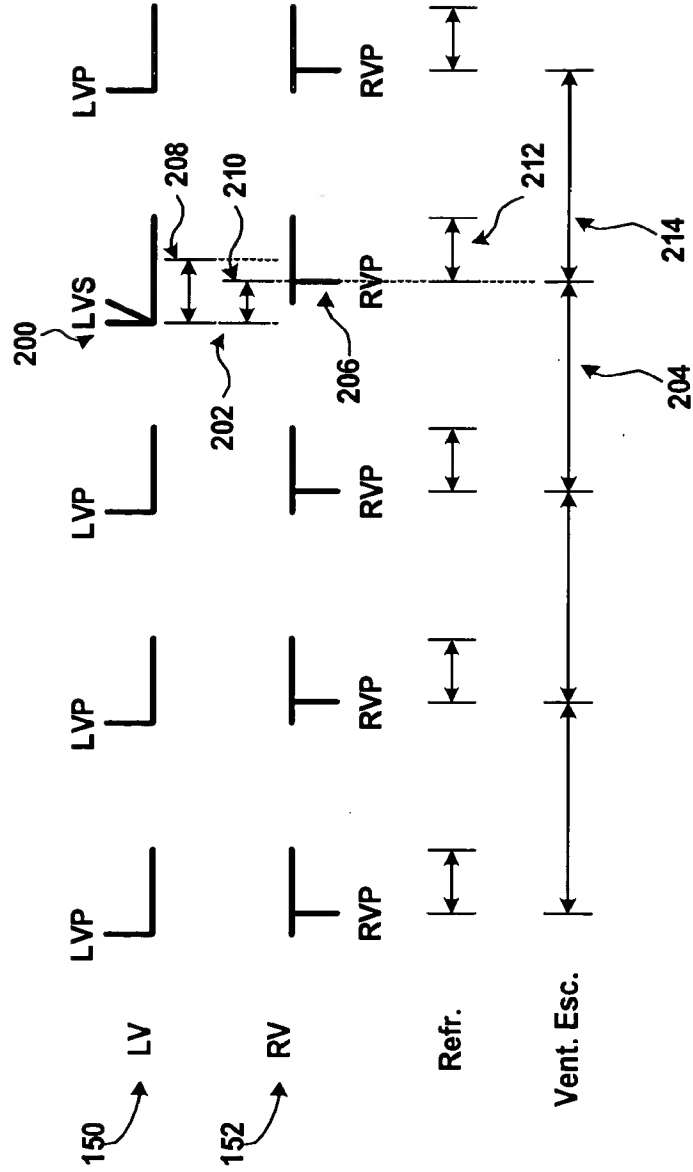 LVP LVP LVP LVS LVP
200
150 LV
208
202
210
152 RV
RVP RVP RVP RVP RVP
206
Refr.
212
Vent. Esc.
204
214